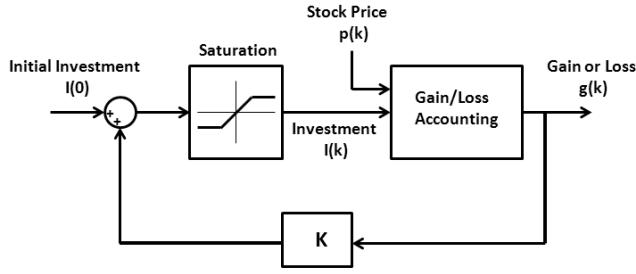 Stock Price
p(k)
Saturation
Initial Investment
I(0)
+
+
Investment
I(k)
Gain/Loss
Accounting
Gain or Loss
g(k)
K